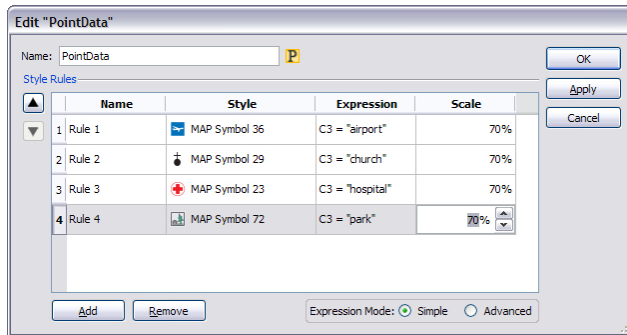 Edit "PointData"
Name: PointData P
OK
Style Rules
Apply
Name Style Expression Scale
Cancel
1 Rule 1 MAP Symbol 36 C3 = "airport" 70%
2 Rule 2 MAP Symbol 29 C3 = "church" 70%
3 Rule 3 MAP Symbol 23 C3 = "hospital" 70%
4 Rule 4 MAP Symbol 72 C3 = "park" 70%
Add Remove Expression Mode: Simple Advanced